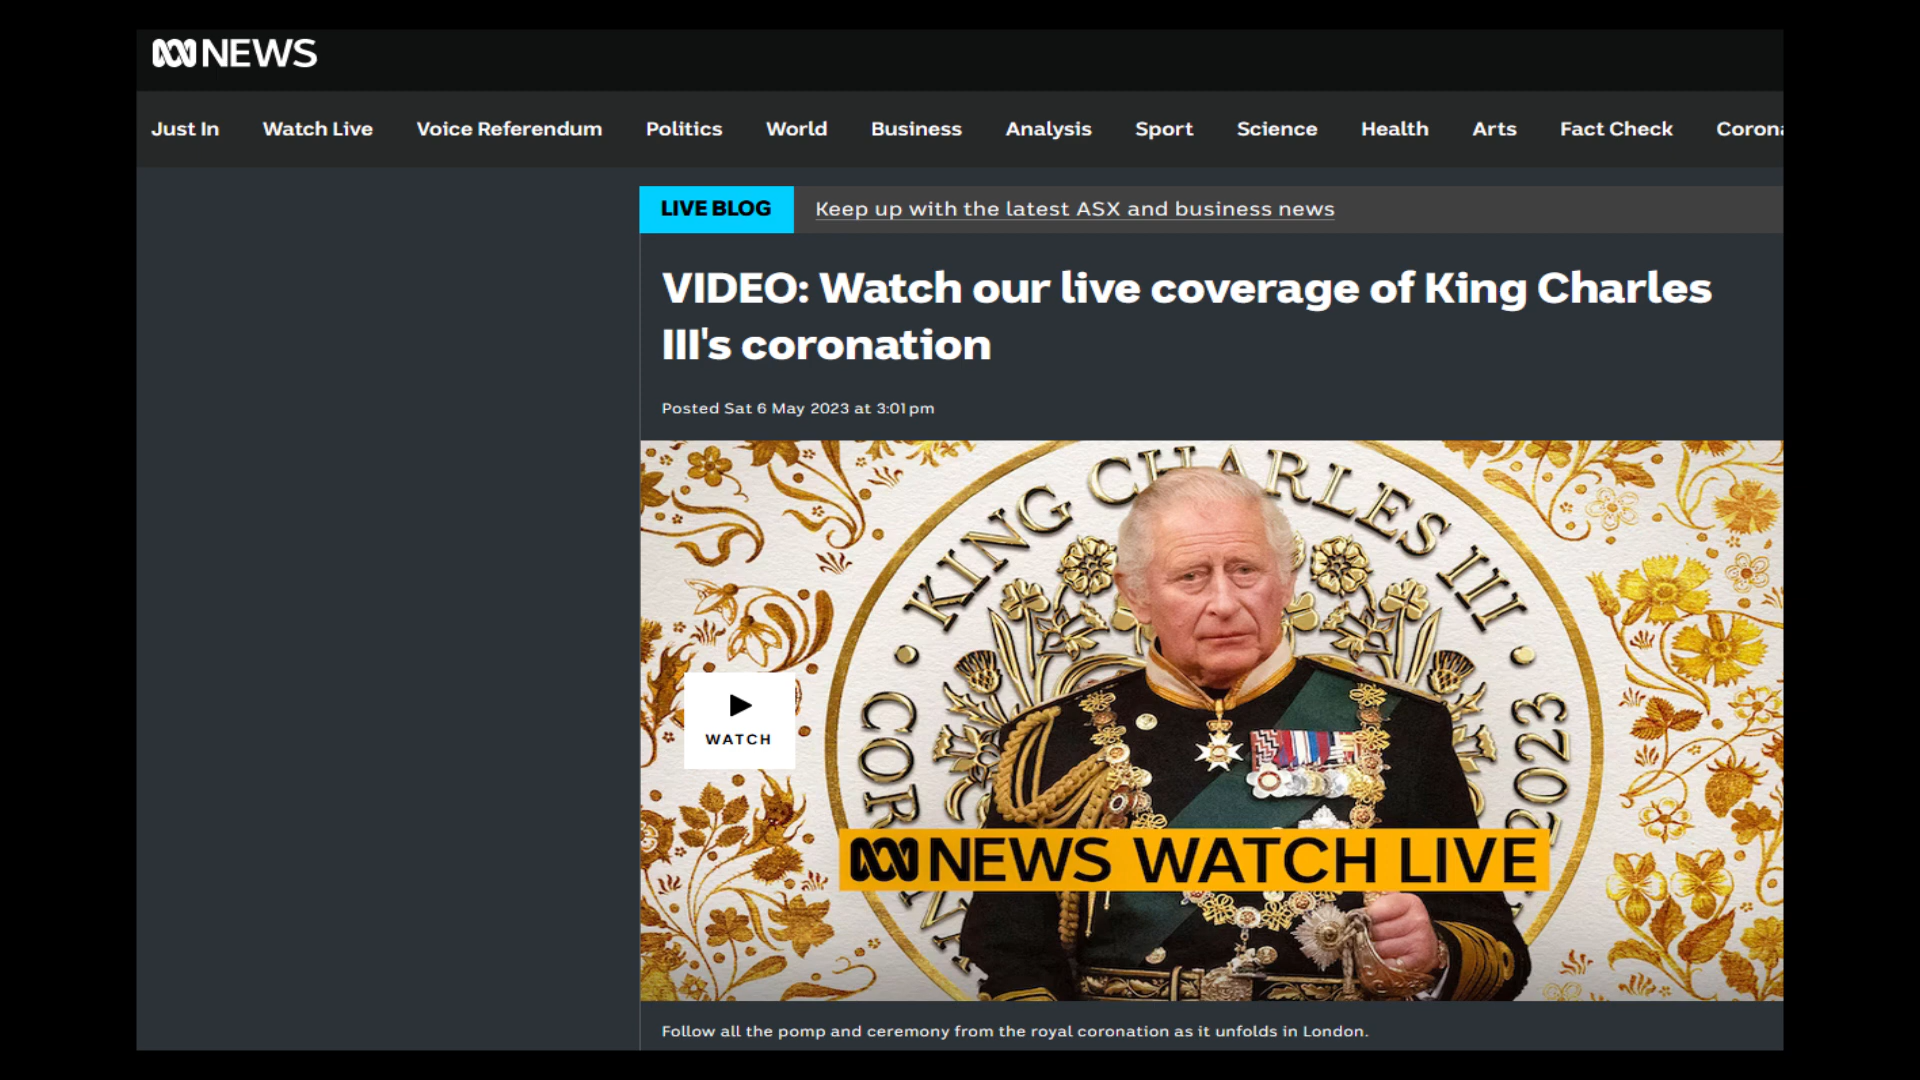 NEWS
Just In Watch Live Voice Referendum Politics World Business Analysis Sport Science Health Arts Fact Check Corona
LIVE BLOG Keep up with the latest ASX and business news
VIDEO: Watch our live coverage of King Charles
III's coronation
Posted Sat 6 May 2023 at 3:01pm
• KING CHARLES III •
COR
2023
WATCH
NEWS WATCH LIVE
Follow all the pomp and ceremony from the royal coronation as it unfolds in London.